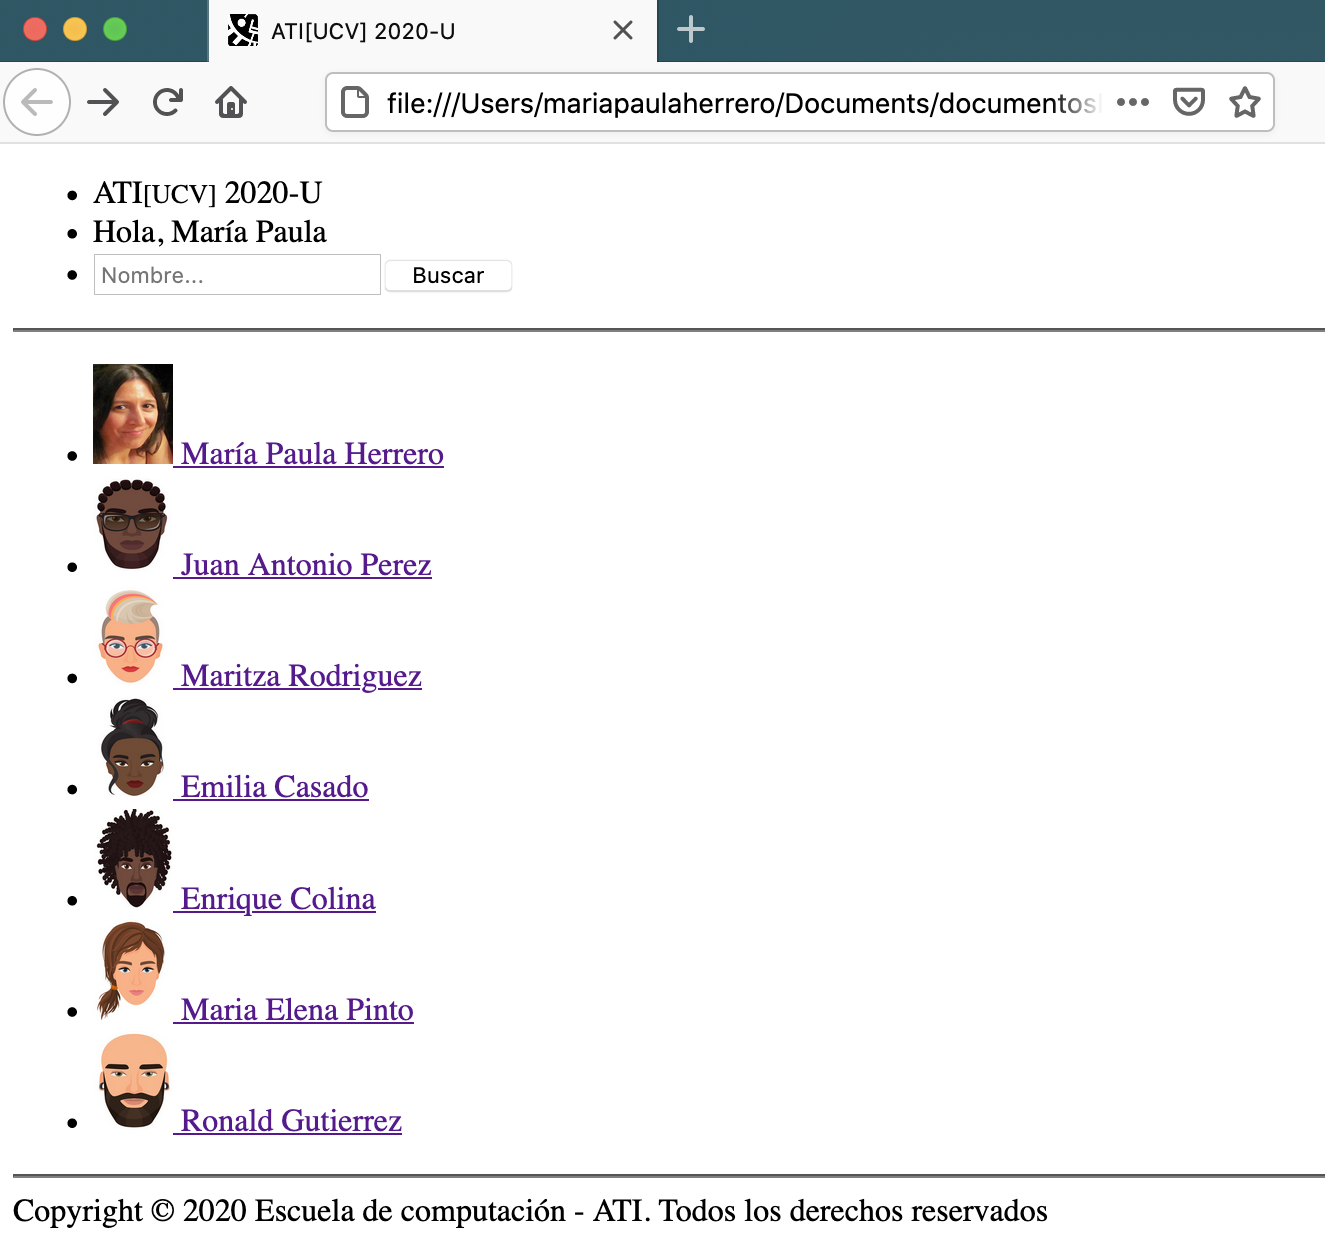 ATI[UCV] 2020-U
file:///Users/mariapaulaherrero/Documents/documentos
ATI[UCV] 2020-U
Hola, María Paula
Nombre... Buscar
María Paula Herrero
Juan Antonio Perez
Maritza Rodriguez
Emilia Casado
Enrique Colina
Maria Elena Pinto
Ronald Gutierrez
Copyright © 2020 Escuela de computación - ATI. Todos los derechos reservados